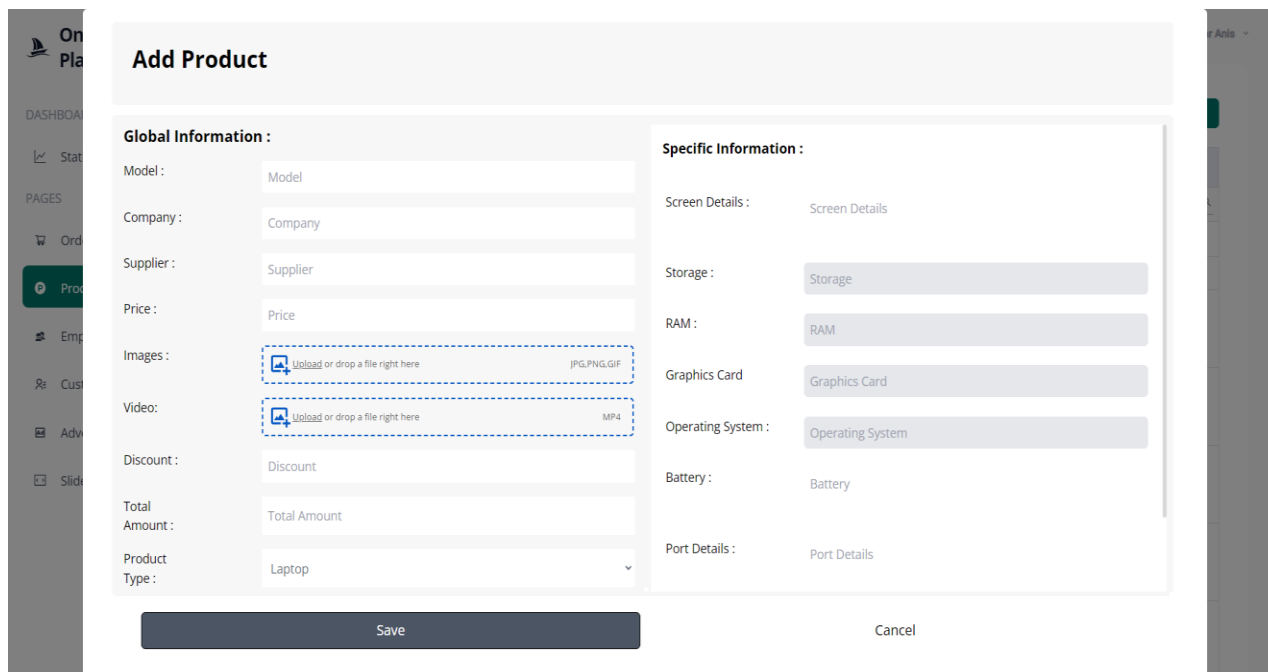 Add Product
Global Information :
Model :
Model
Company :
Company
Supplier :
Supplier
Price :
Price
Images :
Upload or drop a file right here
JPG,PNG,GIF
Video:
Upload or drop a file right here
MP4
Discount :
Discount
Total
Amount :
Total Amount
Product
Type :
Laptop
Specific Information :
Screen Details :
Screen Details
Storage :
Storage
RAM :
RAM
Graphics Card
Graphics Card
Operating System :
Operating System
Battery :
Battery
Port Details :
Port Details
Save
Cancel
PAGES
Anis